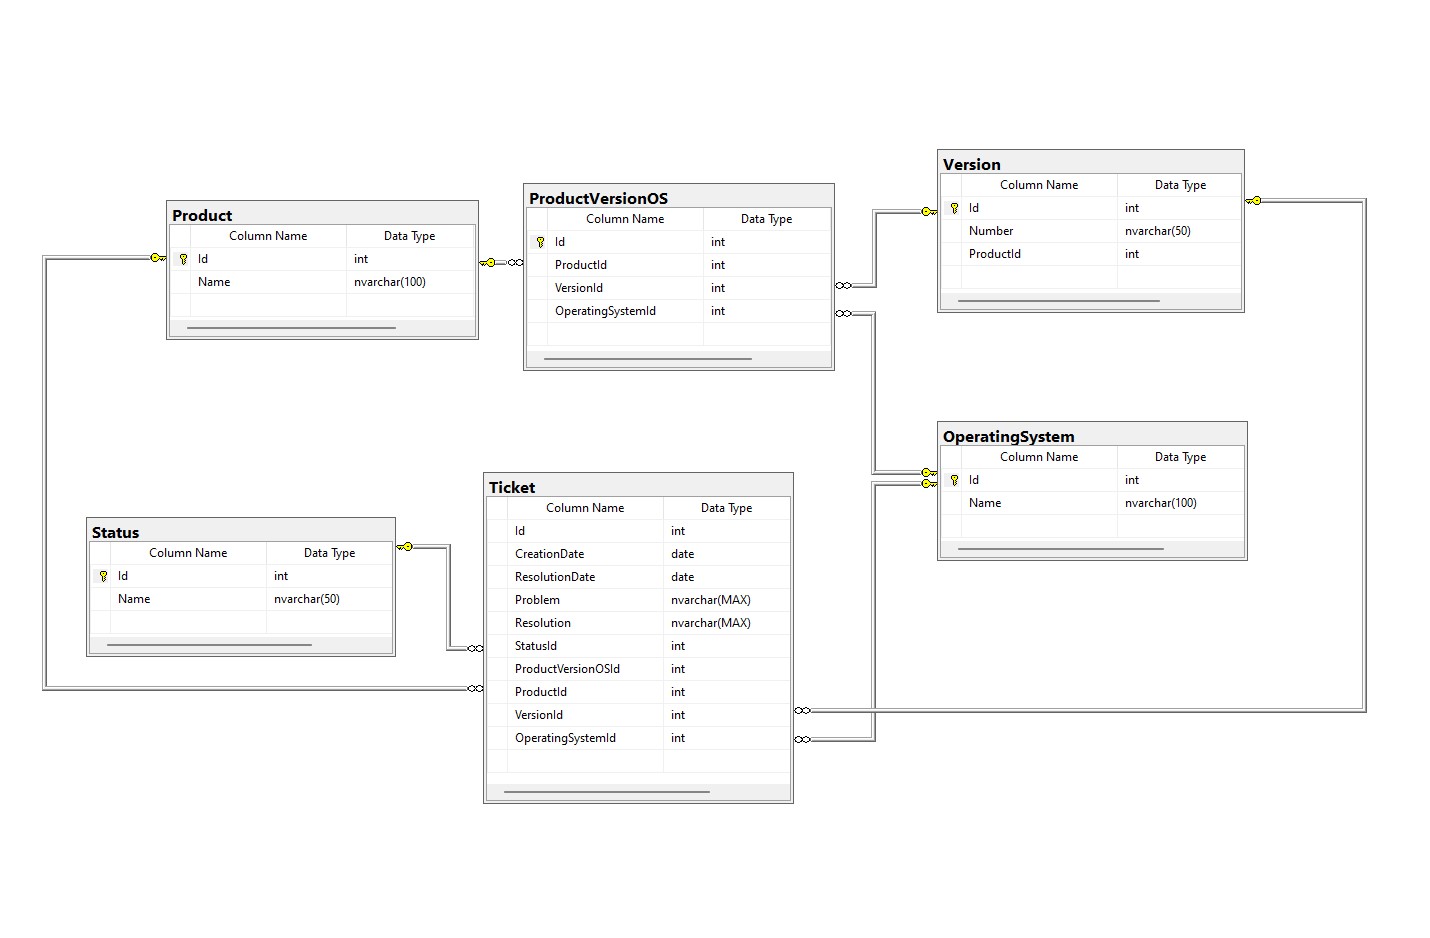 Product
Column Name Data Type
Id int
Name nvarchar(100)
ProductVersionOS
Column Name Data Type
Id int
ProductId int
VersionId int
OperatingSystemId int
Version
Column Name Data Type
Id int
Number nvarchar(50)
ProductId int
OperatingSystem
Column Name Data Type
Id int
Name nvarchar(100)
Status
Column Name Data Type
Id int
Name nvarchar(50)
Ticket
Column Name Data Type
Id int
CreationDate date
ResolutionDate date
Problem nvarchar(MAX)
Resolution nvarchar(MAX)
StatusId int
ProductVersionOSId int
ProductId int
VersionId int
OperatingSystemId int